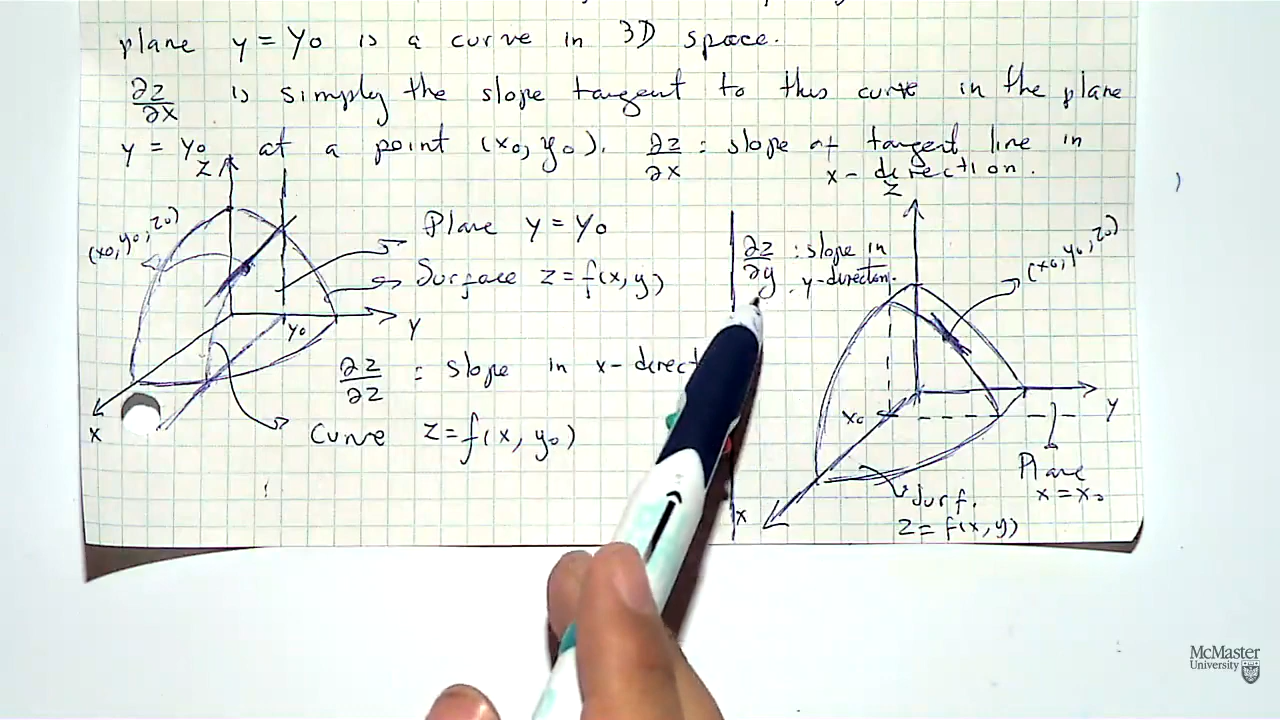 plane y = y0 is a curve in 3D space.
∂z/∂x is simply the slope tangent to this curve in the plane
y = y0 at a point (x0, y0). ∂z/∂x : slope of tangent line in
x-direction.
Z
(x0, y0, z0)
Plane y = y0
Surface z = f(x, y)
y0
Y
X
∂z/∂z : slope in x-direct
Curve z = f(x, y0)
∂z/∂y : slope in
y-direction.
Z
(x0, y0, z0)
x0
Y
Plane
x = x0
X
Surf.
z = f(x, y)
McMaster
University